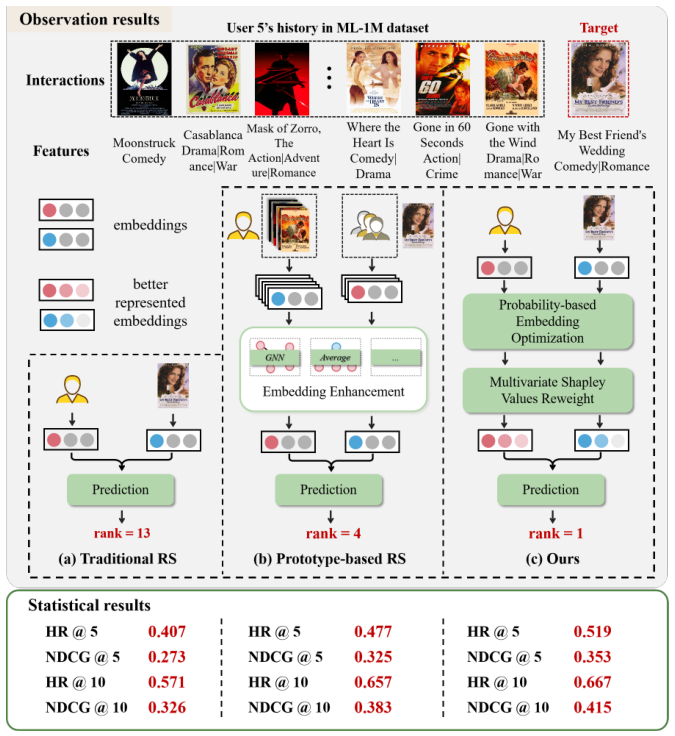 Observation results
User 5's history in ML-1M dataset
Target
Interactions
MOONSTRUCK
Casablanca
60
MY BEST FRIEND'S
Features
Moonstruck
Comedy
Casablanca
Drama|Rom
ance|War
Mask of Zorro,
The
Action|Advent
ure|Romance
Where the
Heart Is
Comedy|
Drama
Gone in 60
Seconds
Action|
Crime
Gone with
the Wind
Drama|Ro
mance|War
My Best Friend's
Wedding
Comedy|Romance
embeddings
better
represented
embeddings
Prediction
rank = 13
(a) Traditional RS
GNN
Average
...
Embedding Enhancement
Prediction
rank = 4
(b) Prototype-based RS
Probability-based
Embedding
Optimization
Multivariate Shapley
Values Reweight
Prediction
rank = 1
(c) Ours
Statistical results
HR @ 5 0.407
NDCG @ 5 0.273
HR @ 10 0.571
NDCG @ 10 0.326
HR @ 5 0.477
NDCG @ 5 0.325
HR @ 10 0.657
NDCG @ 10 0.383
HR @ 5 0.519
NDCG @ 5 0.353
HR @ 10 0.667
NDCG @ 10 0.415